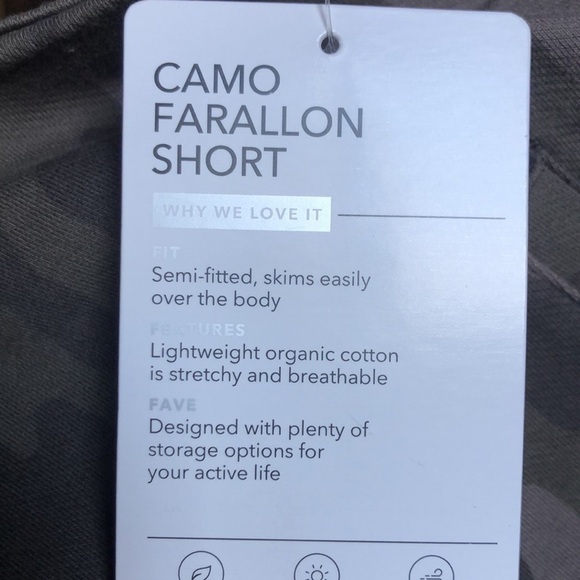 CAMO
FARALLON
SHORT
WHY WE LOVE IT
FIT
Semi-fitted, skims easily
over the body
FEATURES
Lightweight organic cotton
is stretchy and breathable
FAVE
Designed with plenty of
storage options for
your active life